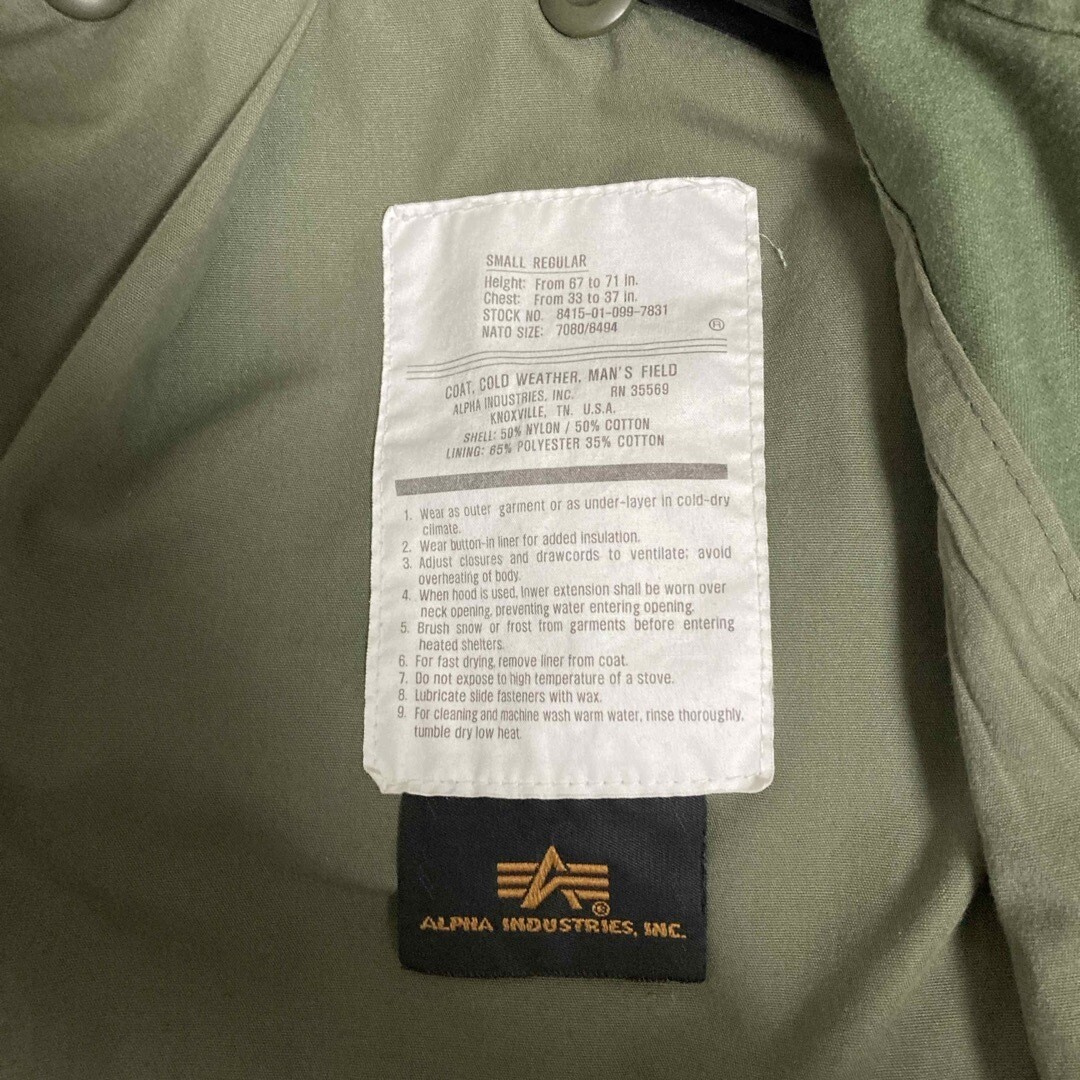 SMALL REGULAR
Height: From 67 to 71 in.
Chest: From 33 to 37 in.
STOCK NO. 8415-01-099-7831
NATO SIZE: 7080/8494
®
COAT, COLD WEATHER, MAN'S FIELD
ALPHA INDUSTRIES, INC. RN 35569
KNOXVILLE, TN. U.S.A.
SHELL: 50% NYLON / 50% COTTON
LINING: 65% POLYESTER 35% COTTON
1. Wear as outer garment or as under-layer in cold-dry
climate.
2. Wear button-in liner for added insulation.
3. Adjust closures and drawcords to ventilate; avoid
overheating of body.
4. When hood is used, lower extension shall be worn over
neck opening, preventing water entering opening.
5. Brush snow or frost from garments before entering
heated shelters.
6. For fast drying, remove liner from coat.
7. Do not expose to high temperature of a stove.
8. Lubricate slide fasteners with wax.
9. For cleaning and machine wash warm water, rinse thoroughly,
tumble dry low heat.
®
ALPHA INDUSTRIES, INC.